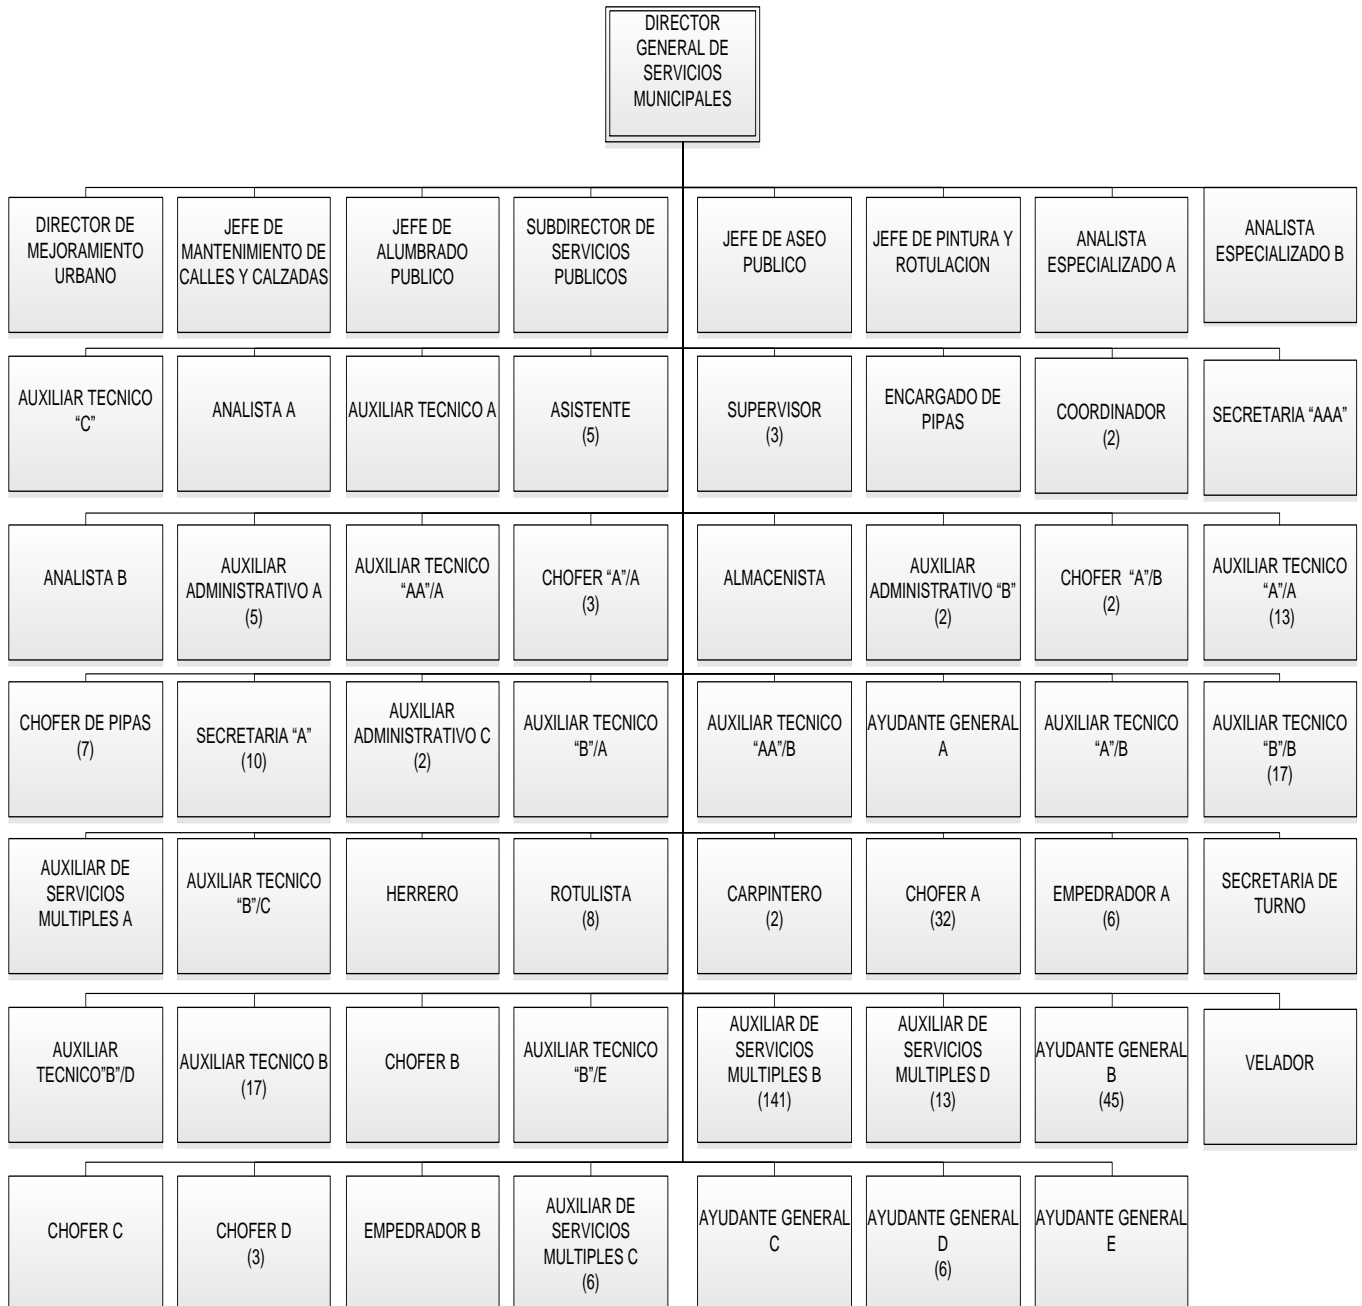 DIRECTOR
GENERAL DE
SERVICIOS
MUNICIPALES
DIRECTOR DE
MEJORAMIENTO
URBANO
JEFE DE
MANTENIMIENTO DE
CALLES Y CALZADAS
JEFE DE
ALUMBRADO
PUBLICO
SUBDIRECTOR DE
SERVICIOS
PUBLICOS
JEFE DE ASEO
PUBLICO
JEFE DE PINTURA Y
ROTULACION
ANALISTA
ESPECIALIZADO A
ANALISTA
ESPECIALIZADO B
AUXILIAR TECNICO
“C”
ANALISTA A
AUXILIAR TECNICO A
ASISTENTE
(5)
SUPERVISOR
(3)
ENCARGADO DE
PIPAS
COORDINADOR
(2)
SECRETARIA “AAA”
ANALISTA B
AUXILIAR
ADMINISTRATIVO A
(5)
AUXILIAR TECNICO
“AA”/A
CHOFER “A”/A
(3)
ALMACENISTA
AUXILIAR
ADMINISTRATIVO “B”
(2)
CHOFER “A”/B
(2)
AUXILIAR TECNICO
“A”/A
(13)
CHOFER DE PIPAS
(7)
SECRETARIA “A”
(10)
AUXILIAR
ADMINISTRATIVO C
(2)
AUXILIAR TECNICO
“B”/A
AUXILIAR TECNICO
“AA”/B
AYUDANTE GENERAL
A
AUXILIAR TECNICO
“A”/B
AUXILIAR TECNICO
“B”/B
(17)
AUXILIAR DE
SERVICIOS
MULTIPLES A
AUXILIAR TECNICO
“B”/C
HERRERO
ROTULISTA
(8)
CARPINTERO
(2)
CHOFER A
(32)
EMPEDRADOR A
(6)
SECRETARIA DE
TURNO
AUXILIAR
TECNICO”B”/D
AUXILIAR TECNICO B
(17)
CHOFER B
AUXILIAR TECNICO
“B”/E
AUXILIAR DE
SERVICIOS
MULTIPLES B
(141)
AUXILIAR DE
SERVICIOS
MULTIPLES D
(13)
AYUDANTE GENERAL
B
(45)
VELADOR
CHOFER C
CHOFER D
(3)
EMPEDRADOR B
AUXILIAR DE
SERVICIOS
MULTIPLES C
(6)
AYUDANTE GENERAL
C
AYUDANTE GENERAL
D
(6)
AYUDANTE GENERAL
E